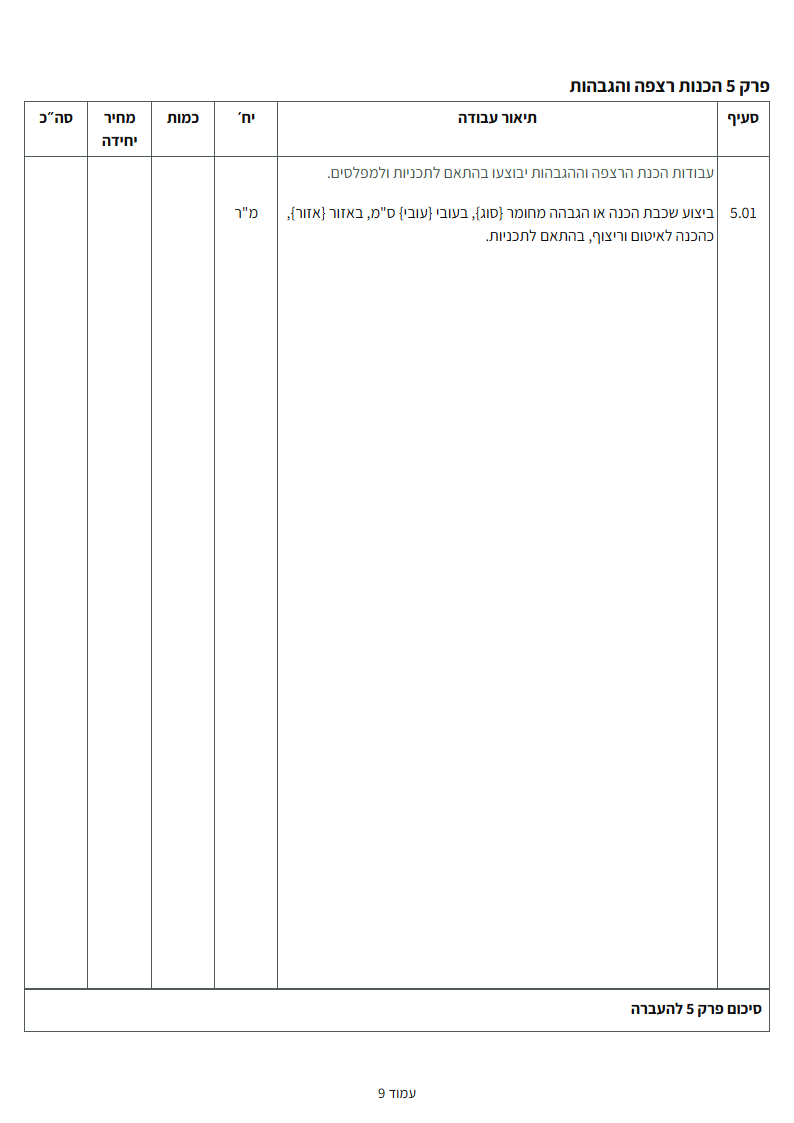 פרק 5 הכנות רצפה והגבהות
סעיף תיאור עבודה יח׳ כמות מחיר יחידה סה״כ
עבודות הכנת הרצפה וההגבהות יבוצעו בהתאם לתכניות ולמפלסים.
5.01 ביצוע שכבת הכנה או הגבהה מחומר {סוג}, בעובי {עובי} ס"מ, באזור {אזור}, מ"ר
כהכנה לאיטום וריצוף, בהתאם לתכניות.
סיכום פרק 5 להעברה
עמוד 9